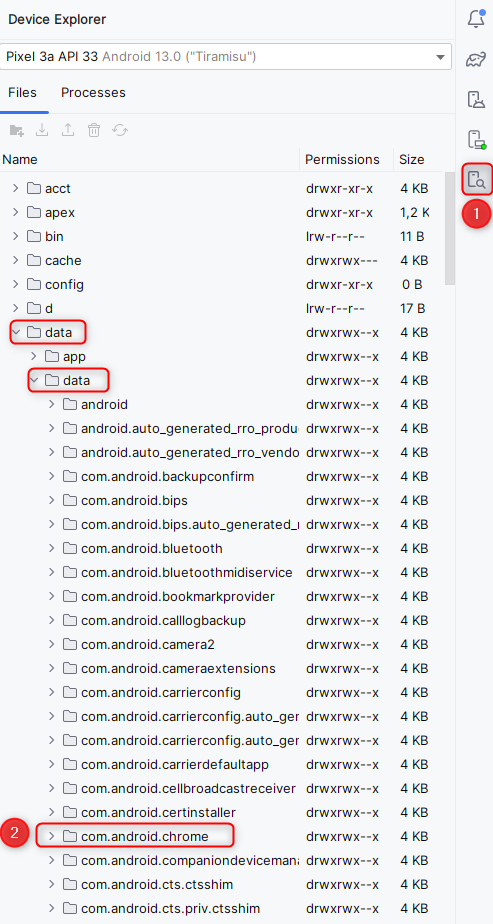 Device Explorer
Pixel 3a API 33 Android 13.0 ("Tiramisu")
Files Processes
Name Permissions Size
1
acct drwxr-xr-x 4 KB
apex drwxr-xr-x 1,2 K
bin lrw-r--r-- 11 B
cache drwxrwx--- 4 KB
config drwxr-xr-x 0 B
d lrw-r--r-- 17 B
data drwxrwx--x 4 KB
app drwxrwx--x 4 KB
data drwxrwx--x 4 KB
android drwxrwx--x 4 KB
android.auto_generated_rro_produ drwxrwx--x 4 KB
android.auto_generated_rro_vendo drwxrwx--x 4 KB
com.android.backupconfirm drwxrwx--x 4 KB
com.android.bips drwxrwx--x 4 KB
com.android.bips.auto_generated_ drwxrwx--x 4 KB
com.android.bluetooth drwxrwx--x 4 KB
com.android.bluetoothmidiservice drwxrwx--x 4 KB
com.android.bookmarkprovider drwxrwx--x 4 KB
com.android.calllogbackup drwxrwx--x 4 KB
com.android.camera2 drwxrwx--x 4 KB
com.android.cameraextensions drwxrwx--x 4 KB
com.android.carrierconfig drwxrwx--x 4 KB
com.android.carrierconfig.auto_gen drwxrwx--x 4 KB
com.android.carrierconfig.auto_gen drwxrwx--x 4 KB
com.android.carrierdefaultapp drwxrwx--x 4 KB
com.android.cellbroadcastreceiver drwxrwx--x 4 KB
com.android.certinstaller drwxrwx--x 4 KB
2 com.android.chrome drwxrwx--x 4 KB
com.android.companiondevicemana drwxrwx--x 4 KB
com.android.cts.ctsshim drwxrwx--x 4 KB
com.android.cts.priv.ctsshim drwxrwx--x 4 KB